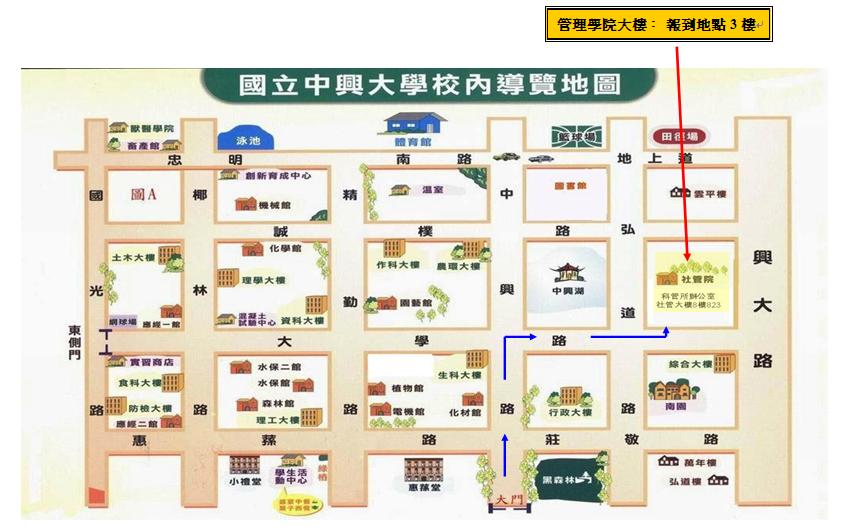 管理學院大樓： 報到地點 3 樓
國立中興大學校內導覽地圖
獸醫學院
畜產館
泳池
體育館
籃球場
田徑場
忠 明 南 路
地 上 道
圖A
創新育成中心
機械館
溫室
圖書館
雲平樓
誠 樸 路
國 光 路
椰 林 路
精 勤 路
中 興 路
弘 道 路
興 大 路
土木大樓
網球場
應經一館
化學館
理學大樓
混凝土
試驗中心
資科大樓
作科大樓
農環大樓
園藝館
中興湖
社管院
科管所辦公室
社管大樓8樓823
東側門
大 學 路
實習商店
食科大樓
防檢大樓
應經二館
水保二館
水保館
森林館
理工大樓
生科大樓
植物館
電機館
化材館
行政大樓
綜合大樓
南園
惠 蓀 路
莊 敬 路
小禮堂
學生活
動中心
惠蓀堂
大門
黑森林
萬年樓
弘道樓